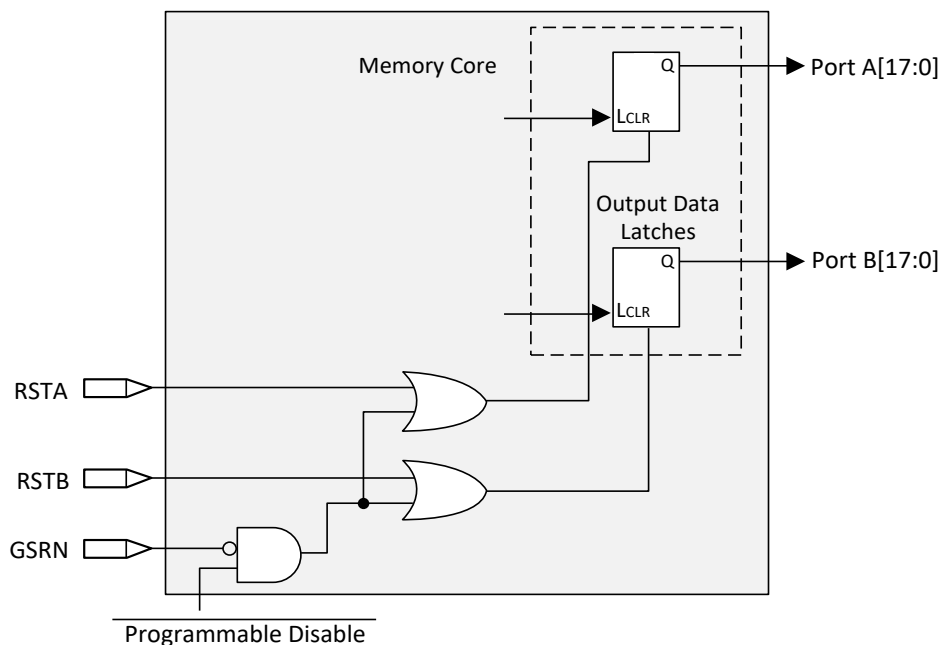 Memory Core
Q
Port A[17:0]
LCLR
Output Data
Latches
Q
Port B[17:0]
LCLR
RSTA
RSTB
GSRN
Programmable Disable